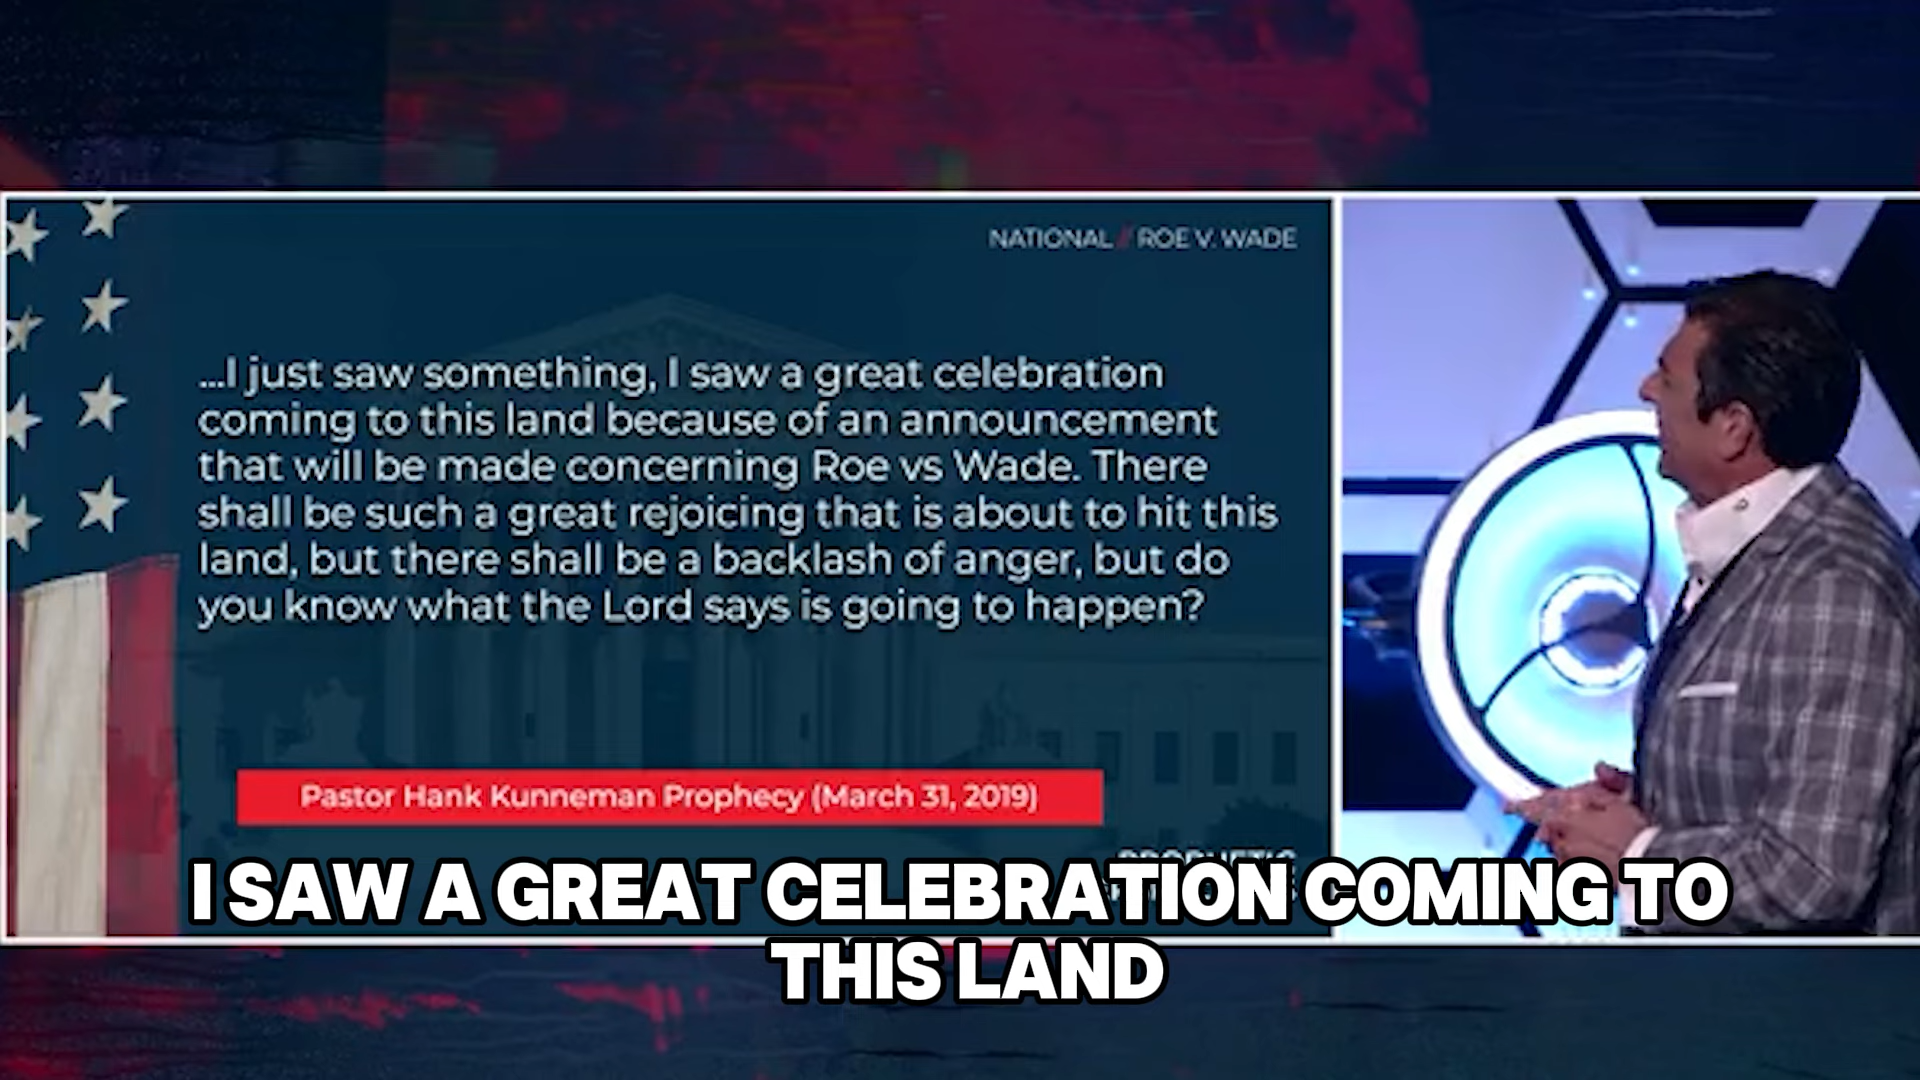 NATIONAL // ROE V. WADE
...I just saw something, I saw a great celebration
coming to this land because of an announcement
that will be made concerning Roe vs Wade. There
shall be such a great rejoicing that is about to hit this
land, but there shall be a backlash of anger, but do
you know what the Lord says is going to happen?
Pastor Hank Kunneman Prophecy (March 31, 2019)
I SAW A GREAT CELEBRATION COMING TO
THIS LAND